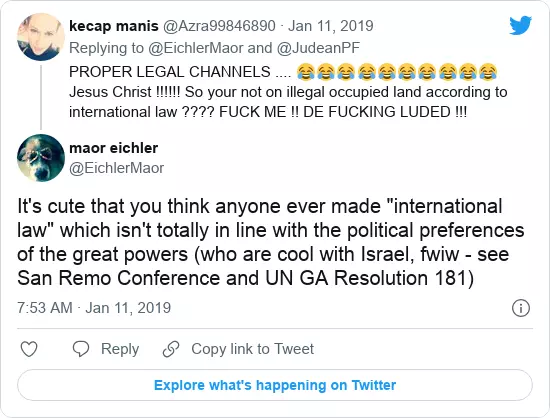 kecap manis @Azra99846890 · Jan 11, 2019
Replying to @EichlerMaor and @JudeanPF
PROPER LEGAL CHANNELS .... 😂😂😂😂😂😂😂😂😂😂
Jesus Christ !!!!!! So your not on illegal occupied land according to
international law ???? FUCK ME !! DE FUCKING LUDED !!!
maor eichler
@EichlerMaor
It's cute that you think anyone ever made "international
law" which isn't totally in line with the political preferences
of the great powers (who are cool with Israel, fwiw - see
San Remo Conference and UN GA Resolution 181)
7:53 AM · Jan 11, 2019
Reply Copy link to Tweet
Explore what's happening on Twitter